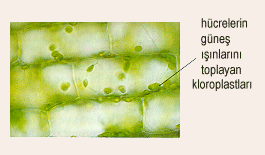 hücrelerin
güneş
ışınlarını
toplayan
kloroplastları